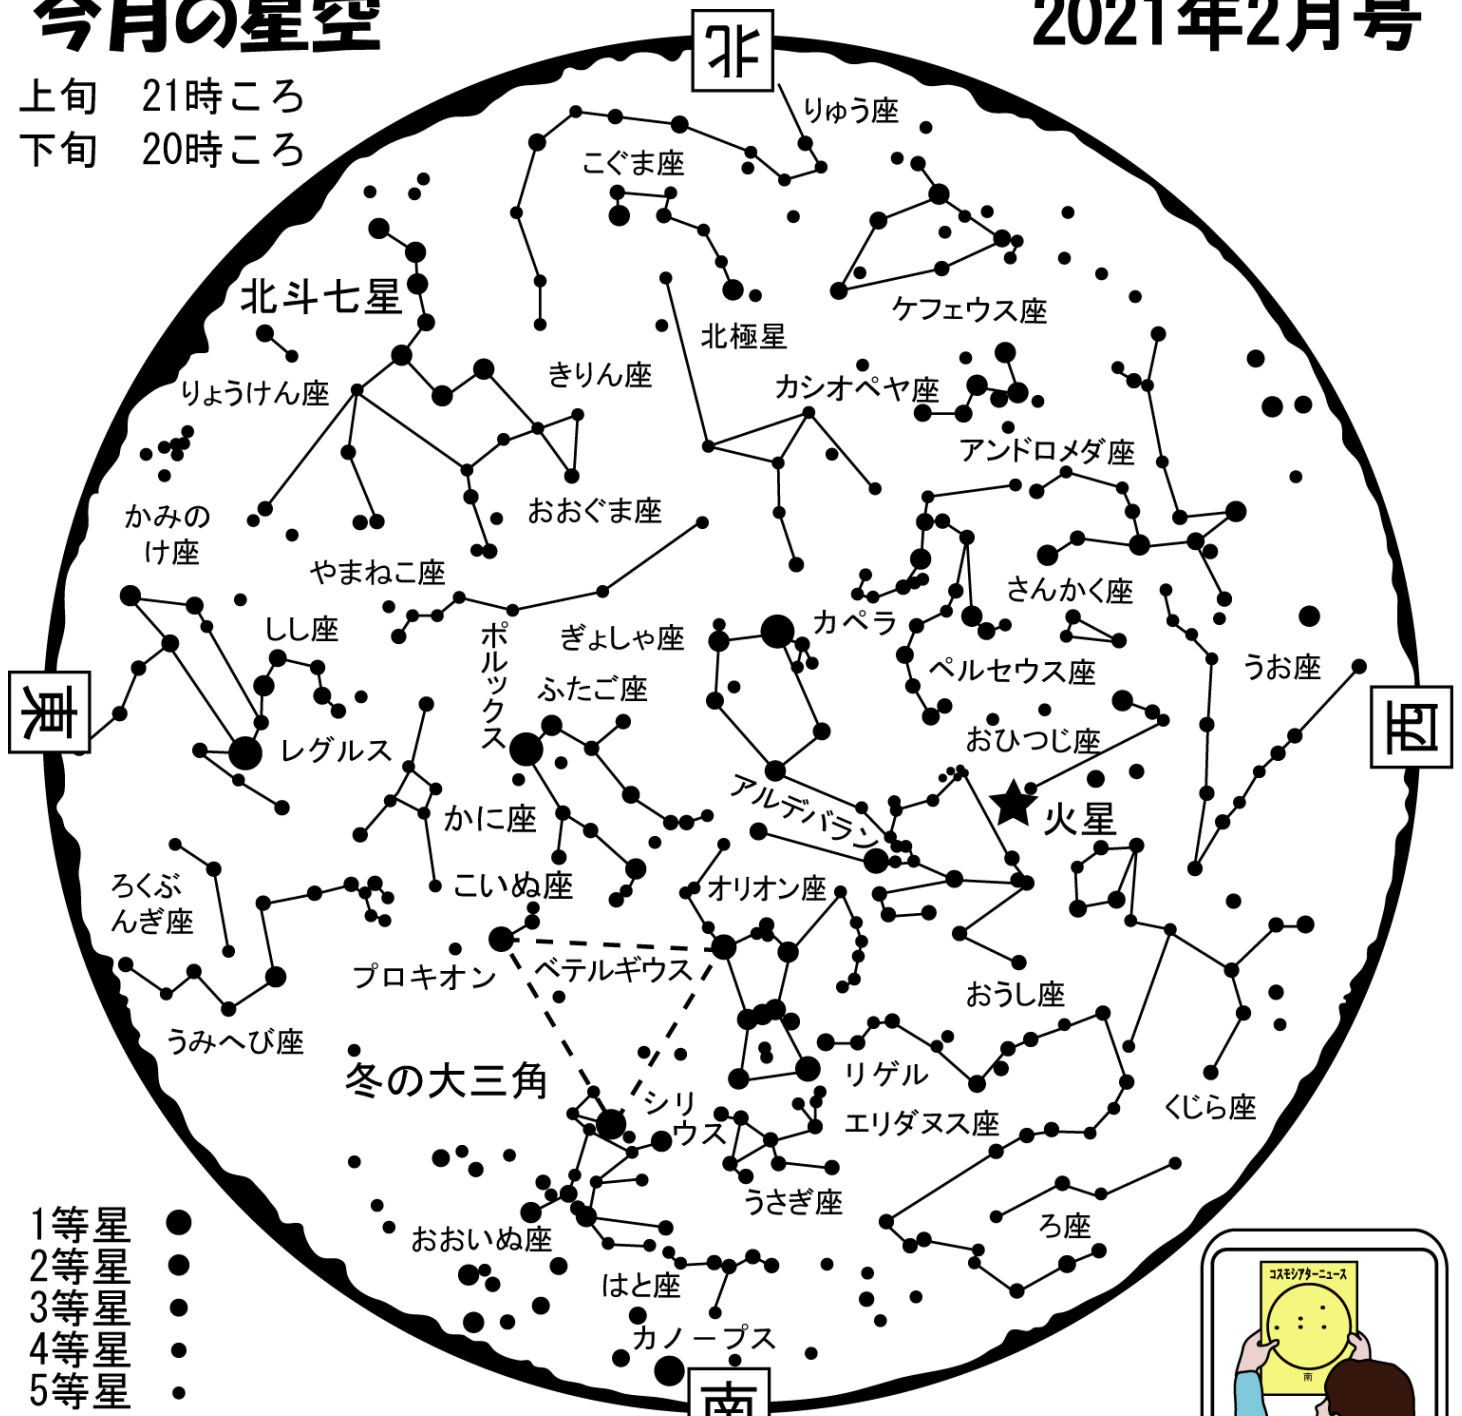 今月の星空
2021年2月号
上旬 21時ころ
下旬 20時ころ
北
りゅう座
こぐま座
北斗七星
ケフェウス座
北極星
りょうけん座
きりん座
カシオペヤ座
アンドロメダ座
かみの
け座
おおぐま座
やまねこ座
さんかく座
しし座
ポルックス
ぎょしゃ座
カペラ
ペルセウス座
うお座
ふたご座
東
西
レグルス
おひつじ座
アルデバラン
かに座
火星
ろくぶ
んぎ座
こいぬ座
オリオン座
プロキオン
ベテルギウス
おうし座
うみへび座
冬の大三角
シリ
ウス
リゲル
エリダヌス座
くじら座
うさぎ座
ろ座
おおいぬ座
はと座
カノープス
南
1等星
2等星
3等星
4等星
5等星
コスモシアターニュース
南